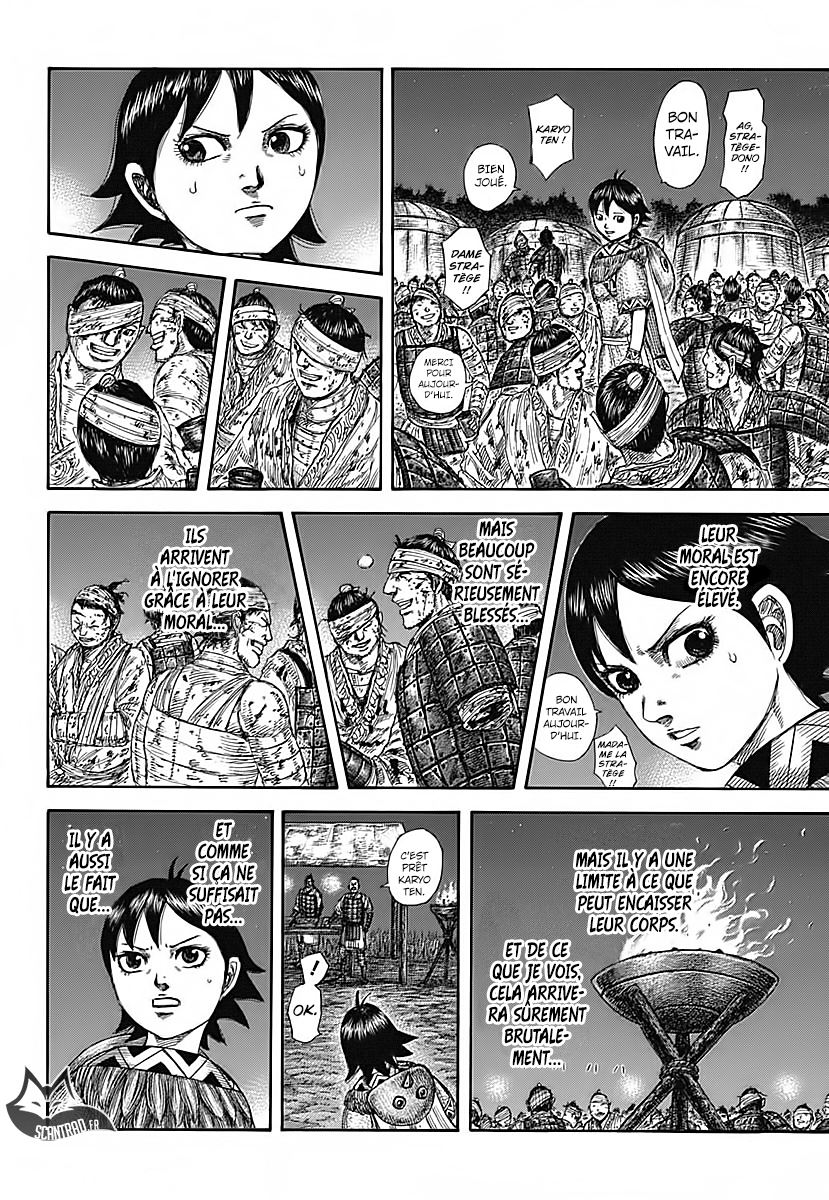 AG,
STRA-
TÈGE-
DONO
!!
BON
TRA-
VAIL.
KARYO
TEN !
BIEN
JOUÉ.
DAME
STRA-
TÈGE
!!
MERCI
POUR
AUJOUR-
D'HUI.
LEUR
MORAL EST
ENCORE
ÉLEVÉ.
BON
TRAVAIL
AUJOUR-
D'HUI.
MADA-
ME LA
STRA-
TÈGE
!!
MAIS
BEAUCOUP
SONT SÉ-
RIEUSEMENT
BLESSÉS...
ILS
ARRIVENT
À L'IGNORER
GRÂCE À LEUR
MORAL...
MAIS IL Y A UNE
LIMITE À CE QUE
PEUT ENCAISSER
LEUR CORPS.
ET DE CE
QUE JE VOIS,
CELA ARRIVE-
RA SÛREMENT
BRUTALE-
MENT...
C'EST
PRÊT
KARYO
TEN.
!
OK.
ET
COMME
SI ÇA NE
SUFFISAIT
PAS...
IL Y A
AUSSI
LE FAIT
QUE...
SCANTRAD.FR